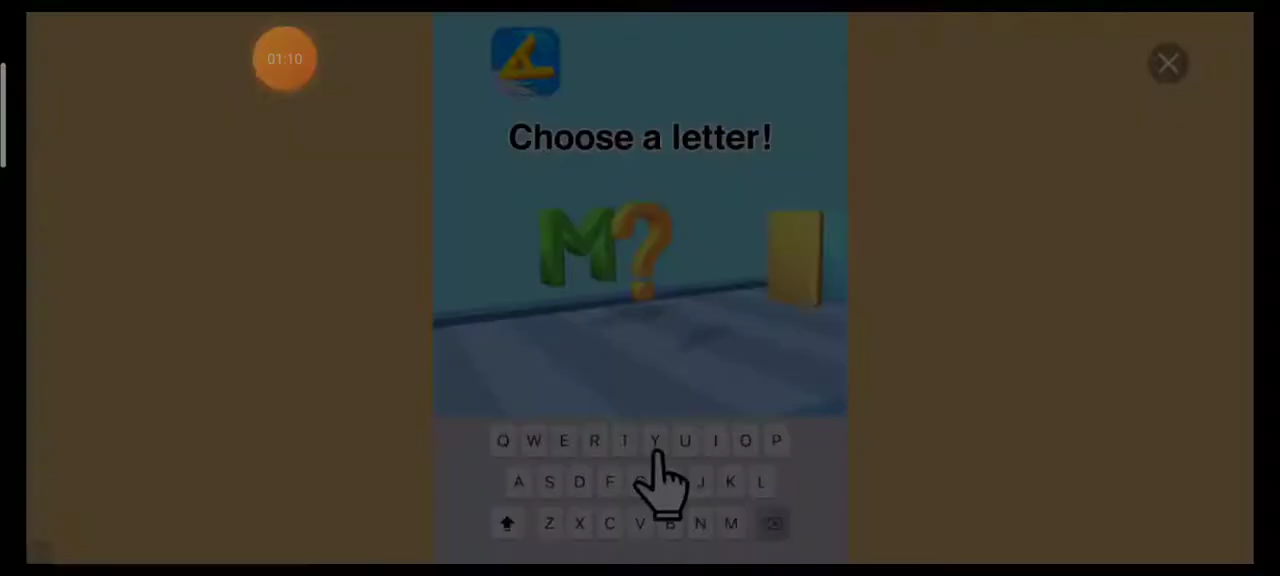 01:10
Choose a letter!
M?
Q W E R T Y U I O P
A S D F J K L
Z X C V B N M